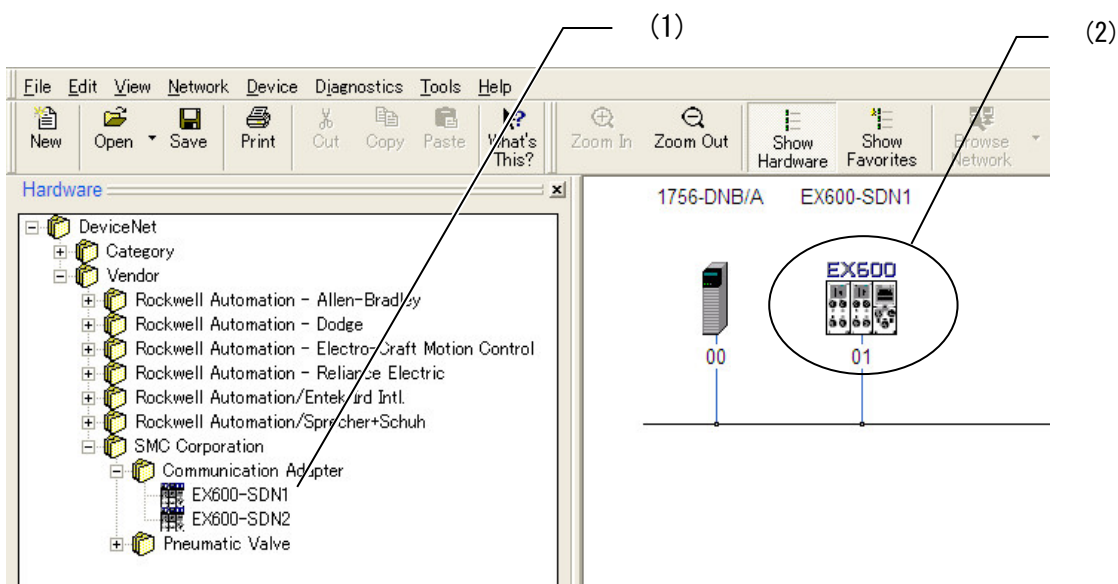 (1)
(2)
File Edit View Network Device Diagnostics Tools Help
New Open Save Print Cut Copy Paste What's This? Zoom In Zoom Out Show Hardware Show Favorites Browse Network
Hardware
DeviceNet
Category
Vendor
Rockwell Automation - Allen-Bradley
Rockwell Automation - Dodge
Rockwell Automation - Electro-Craft Motion Control
Rockwell Automation - Reliance Electric
Rockwell Automation/Entek Ird Intl.
Rockwell Automation/Sprecher+Schuh
SMC Corporation
Communication Adapter
EX600-SDN1
EX600-SDN2
Pneumatic Valve
1756-DNB/A EX600-SDN1
EX600
00 01